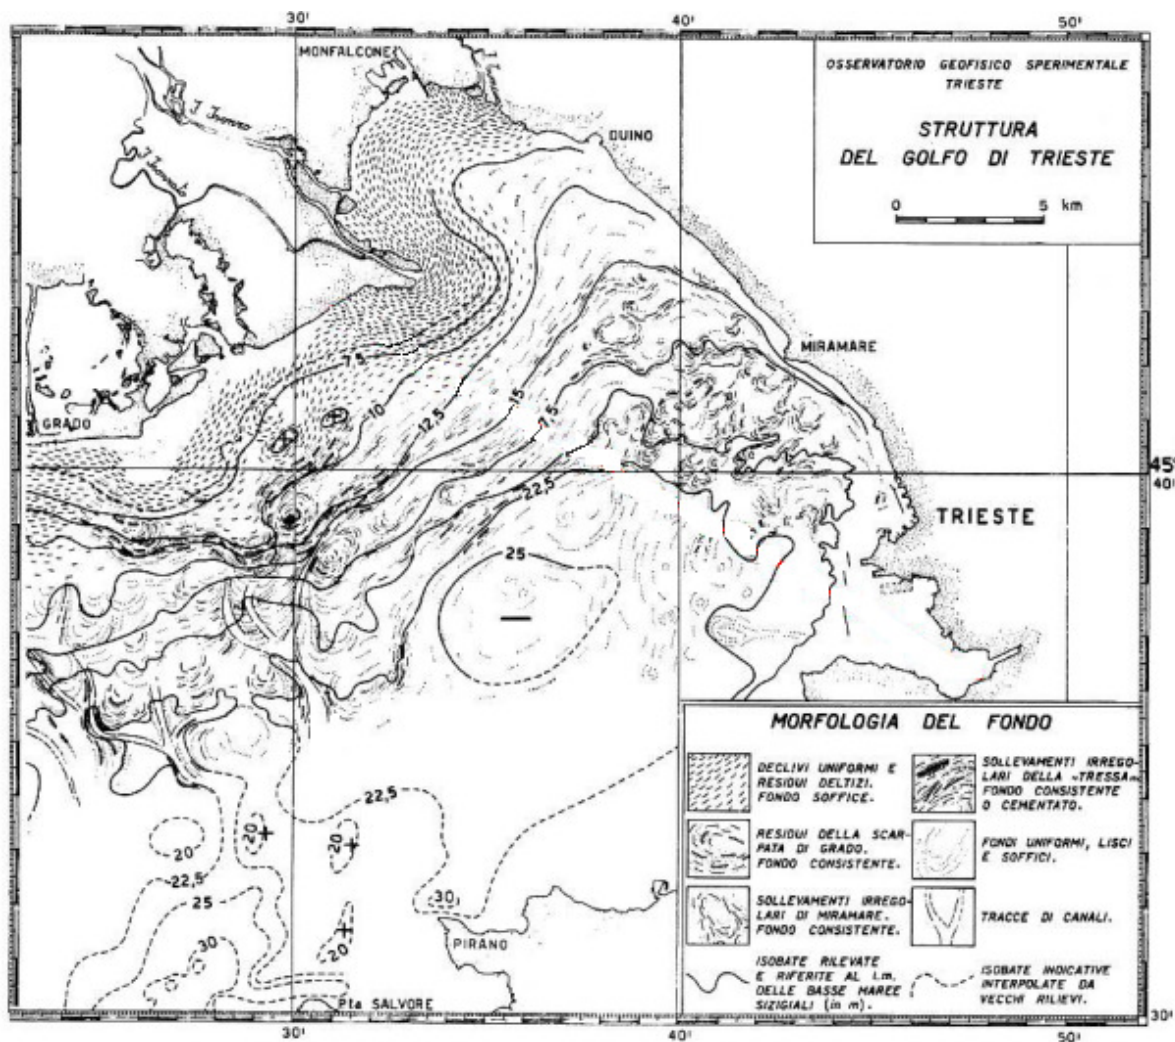 30'
40'
50'
MONFALCONE
DUINO
OSSERVATORIO GEOFISICO SPERIMENTALE
TRIESTE
STRUTTURA
DEL GOLFO DI TRIESTE
0 5 km
MIRAMARE
7,5
10
12,5
15
GRADO
45°
40'
22,5
TRIESTE
25
MORFOLOGIA DEL FONDO
DECLIVI UNIFORMI E
RESIDUI DELTIZI.
FONDO SOFFICE.
SOLLEVAMENTI IRREGO-
LARI DELLA «TRESSA»
FONDO CONSISTENTE
O CEMENTATO.
RESIDUI DELLA SCAR-
PATA DI GRADO.
FONDO CONSISTENTE.
FONDI UNIFORMI, LISCI
E SOFFICI.
SOLLEVAMENTI IRREGO-
LARI DI MIRAMARE.
FONDO CONSISTENTE.
TRACCE DI CANALI.
ISOBATE RILEVATE
E RIFERITE AL l.m.
DELLE BASSE MAREE
SIZIGIALI (in m).
ISOBATE INDICATIVE
INTERPOLATE DA
VECCHI RILIEVI.
22,5
20
20
20
22,5
25
30
30
20
PIRANO
Pta SALVORE
30'
30'
40'
50'